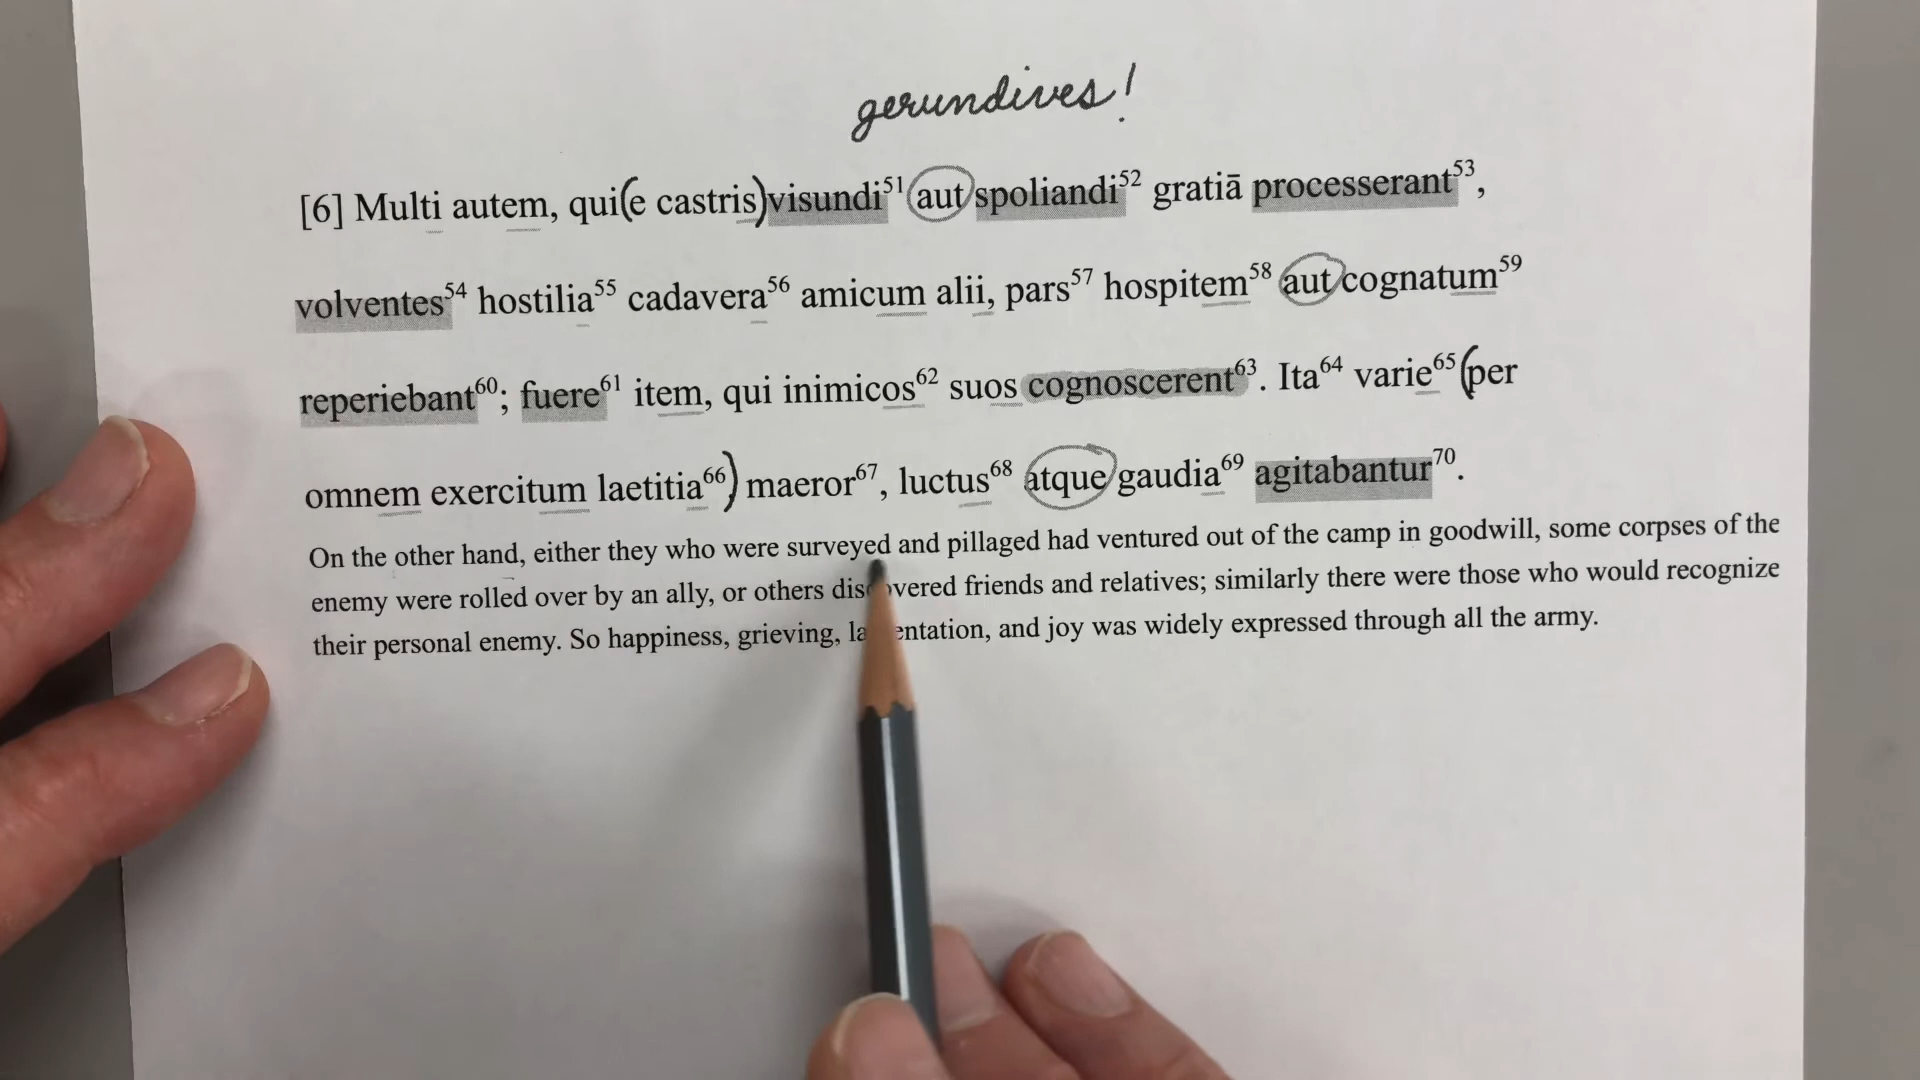 gerundives!
[6] Multi autem, qui (e castris) visundi51 aut spoliandi52 gratiā processerant53,
volventes54 hostilia55 cadavera56 amicum alii, pars57 hospitem58 aut cognatum59
reperiebant60; fuere61 item, qui inimicos62 suos cognoscerent63. Ita64 varie65 (per
omnem exercitum laetitia66) maeror67, luctus68 atque gaudia69 agitabantur70.
On the other hand, either they who were surveyed and pillaged had ventured out of the camp in goodwill, some corpses of the
enemy were rolled over by an ally, or others discovered friends and relatives; similarly there were those who would recognize
their personal enemy. So happiness, grieving, lamentation, and joy was widely expressed through all the army.